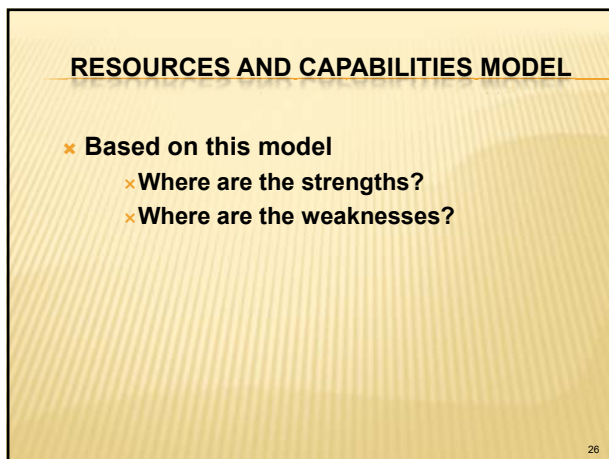 RESOURCES AND CAPABILITIES MODEL
Based on this model
Where are the strengths?
Where are the weaknesses?
26